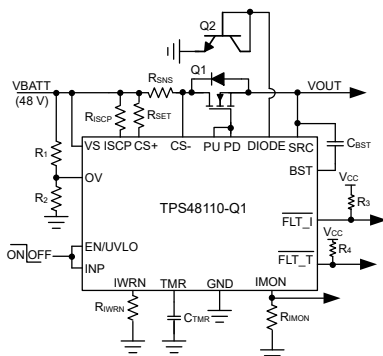 Q2
VBATT
(48 V)
RSNS
Q1
VOUT
RISCP
RSET
CBST
R1
R2
VS ISCP CS+ CS- PU PD DIODE SRC
BST
OV
TPS48110-Q1
VCC
R3
FLT_I
VCC
R4
FLT_T
ON OFF
EN/UVLO
INP
IWRN TMR GND IMON
RIWRN
CTMR
RIMON